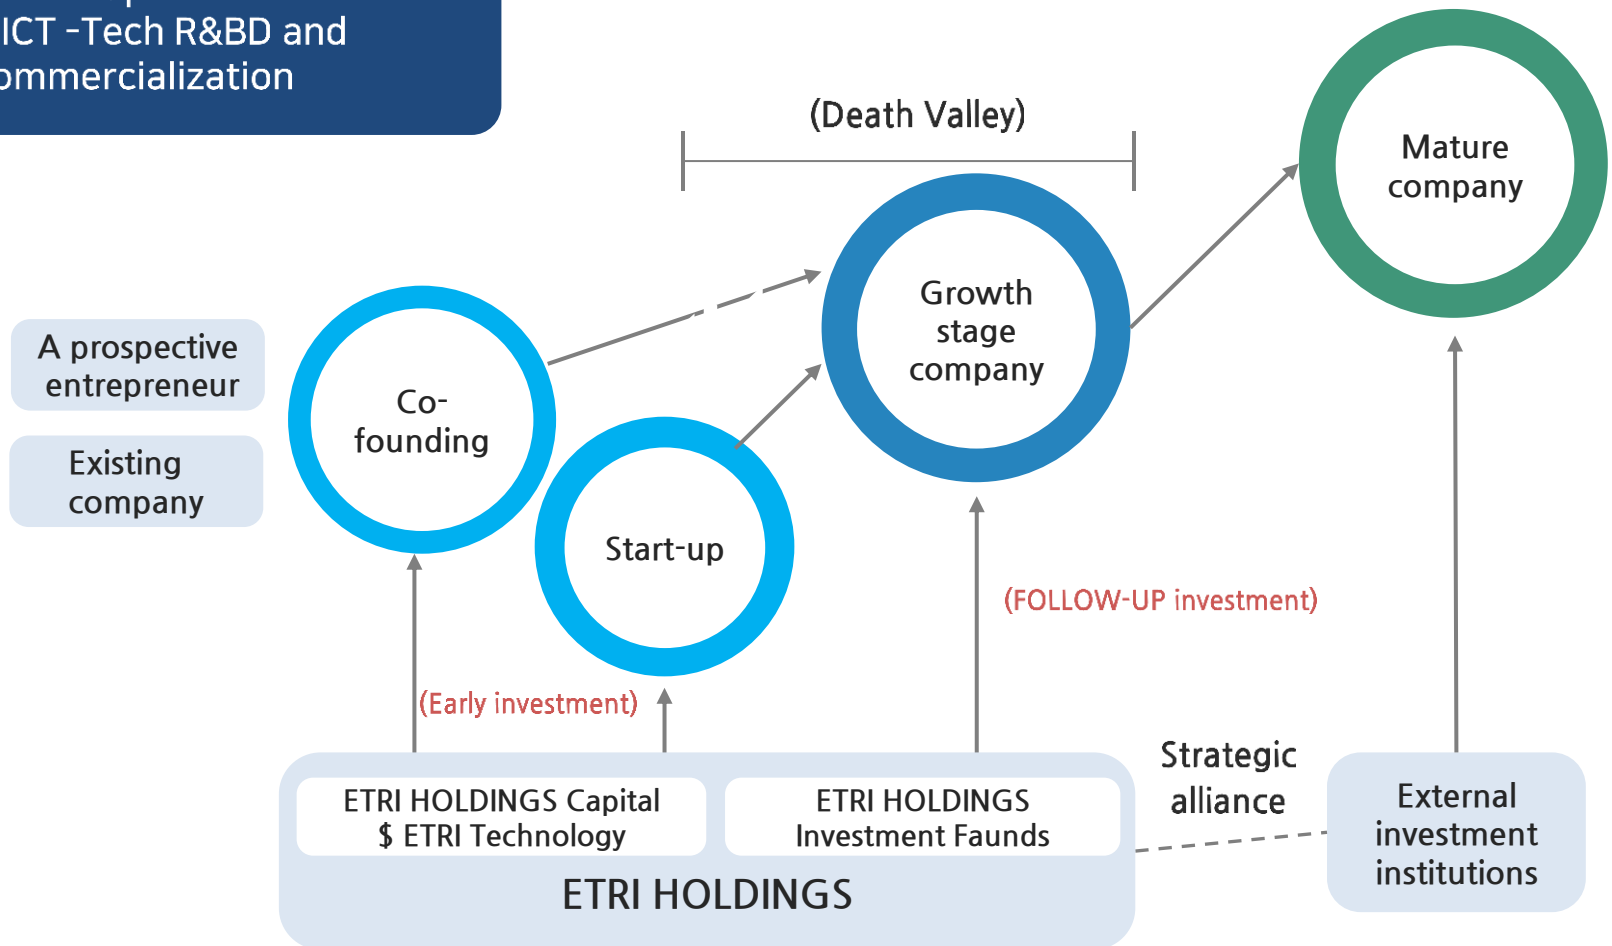 ICT -Tech R&BD and
ommercialization
(Death Valley)
Mature
company
Growth
stage
company
A prospective
entrepreneur
Co-
founding
Existing
company
Start-up
(FOLLOW-UP investment)
(Early investment)
Strategic
alliance
ETRI HOLDINGS Capital
$ ETRI Technology
ETRI HOLDINGS
Investment Faunds
External
investment
institutions
ETRI HOLDINGS